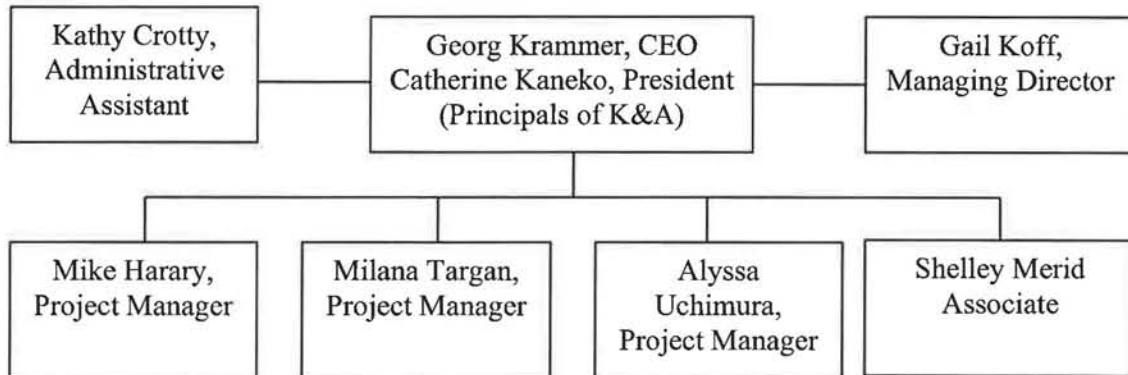 Kathy Crotty,
Administrative
Assistant
Georg Krammer, CEO
Catherine Kaneko, President
(Principals of K&A)
Gail Koff,
Managing Director
Mike Harary,
Project Manager
Milana Targan,
Project Manager
Alyssa
Uchimura,
Project Manager
Shelley Merid
Associate